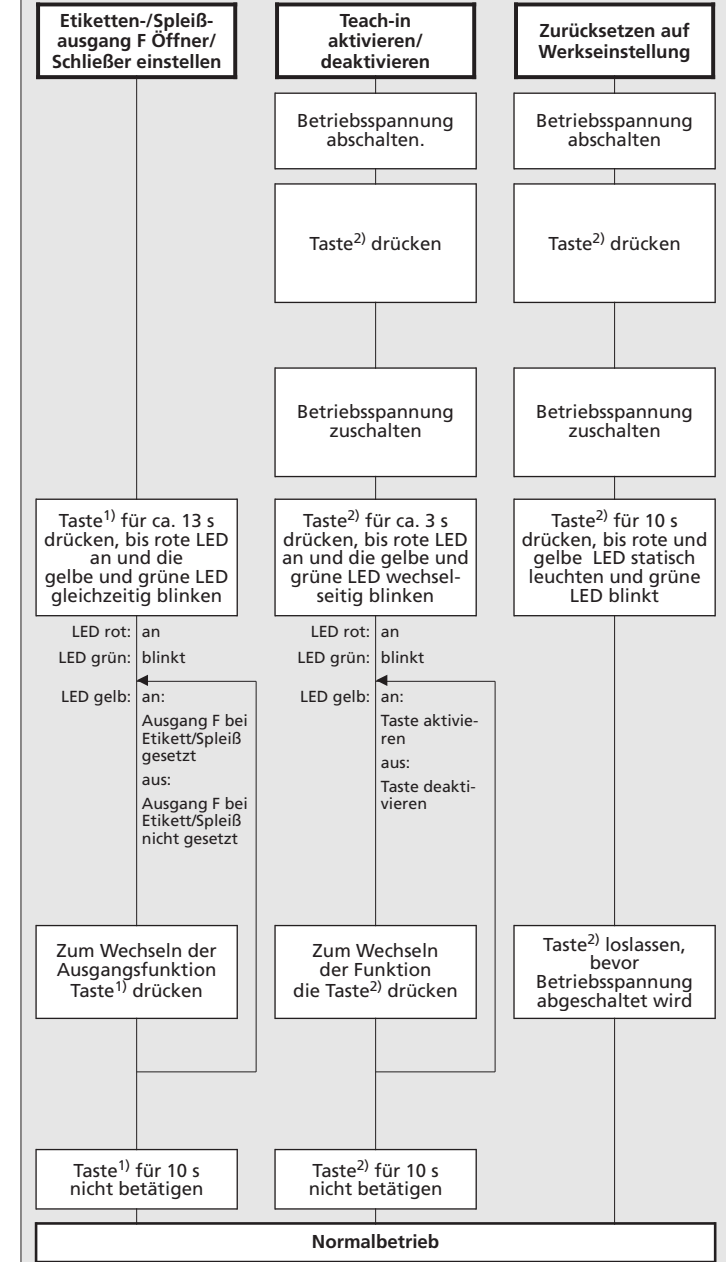 Etiketten-/Spleiß-
ausgang F Öffner/
Schließer einstellen
Teach-in
aktivieren/
deaktivieren
Zurücksetzen auf
Werkseinstellung
Betriebsspannung
abschalten.
Betriebsspannung
abschalten
Taste2) drücken
Taste2) drücken
Betriebsspannung
zuschalten
Betriebsspannung
zuschalten
Taste1) für ca. 13 s
drücken, bis rote LED
an und die
gelbe und grüne LED
gleichzeitig blinken
Taste2) für ca. 3 s
drücken, bis rote LED
an und die gelbe und
grüne LED wechsel-
seitig blinken
Taste2) für 10 s
drücken, bis rote und
gelbe LED statisch
leuchten und grüne
LED blinkt
LED rot: an
LED grün: blinkt
LED gelb: an:
Ausgang F bei
Etikett/Spleiß
gesetzt
aus:
Ausgang F bei
Etikett/Spleiß
nicht gesetzt
LED rot: an
LED grün: blinkt
LED gelb: an:
Taste aktivie-
ren
aus:
Taste deakti-
vieren
Zum Wechseln der
Ausgangsfunktion
Taste1) drücken
Zum Wechseln
der Funktion
die Taste2) drücken
Taste2) loslassen,
bevor
Betriebsspannung
abgeschaltet wird
Taste1) für 10 s
nicht betätigen
Taste2) für 10 s
nicht betätigen
Normalbetrieb